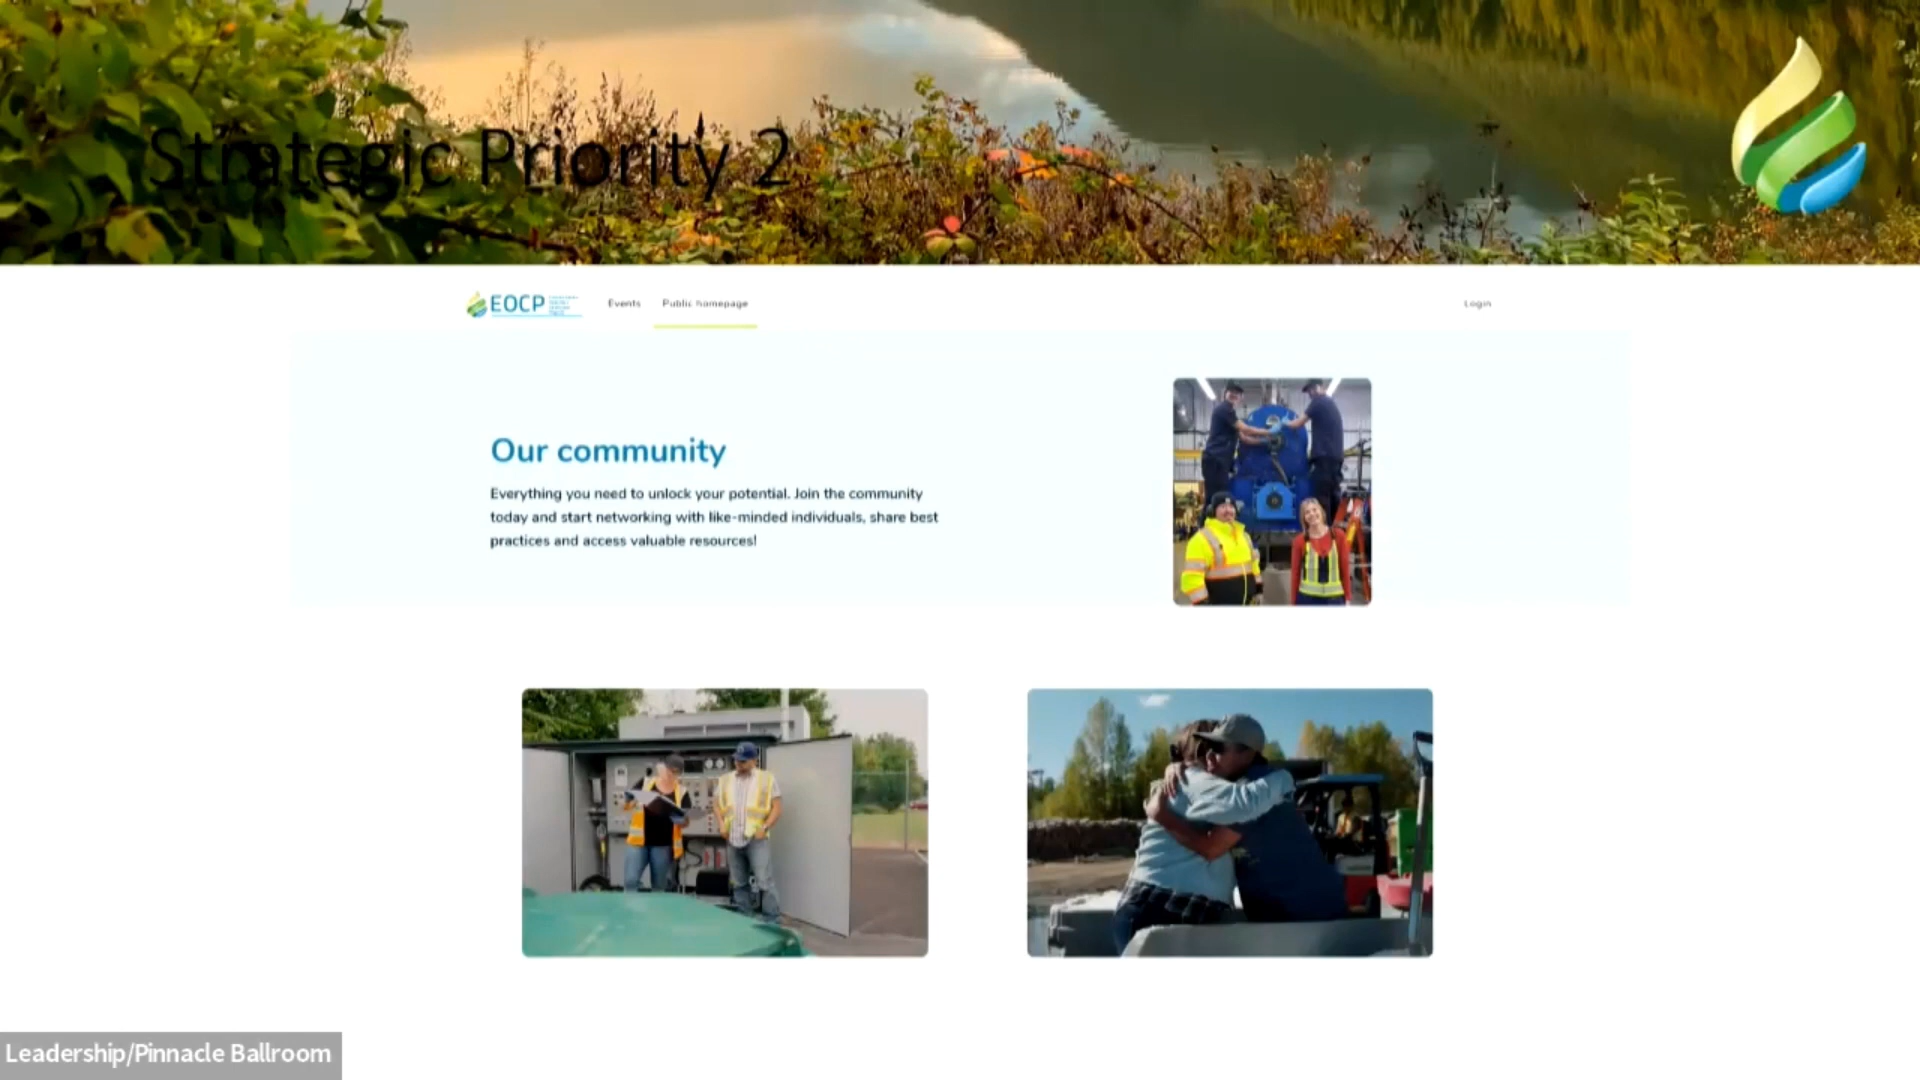 Strategic Priority 2
EOCP
Events
Public homepage
Login
Our community
Everything you need to unlock your potential. Join the community
today and start networking with like-minded individuals, share best
practices and access valuable resources!
Leadership/Pinnacle Ballroom